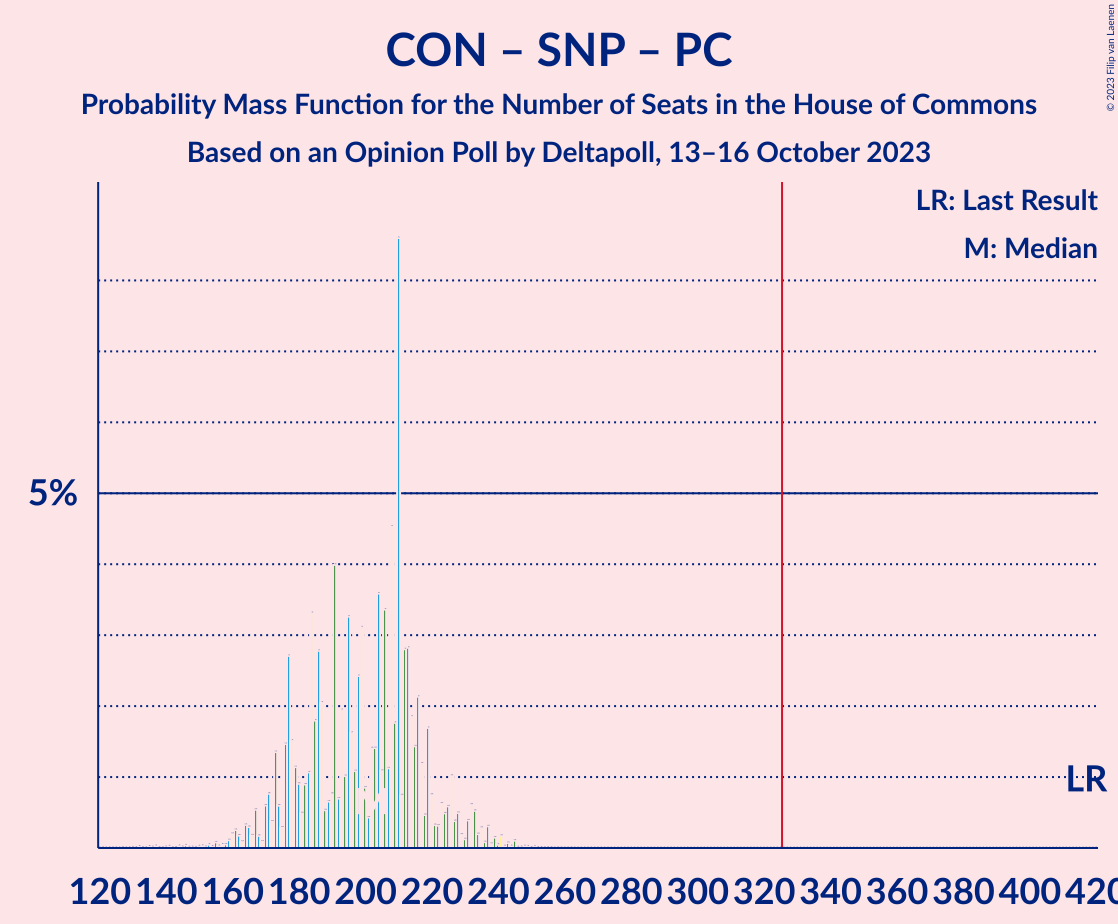 CON – SNP – PC
Probability Mass Function for the Number of Seats in the House of Commons
Based on an Opinion Poll by Deltapoll, 13–16 October 2023
© 2023 Filip van Laenen
LR: Last Result
M: Median
5%
LR
120 140 160 180 200 220 240 260 280 300 320 340 360 380 400 420